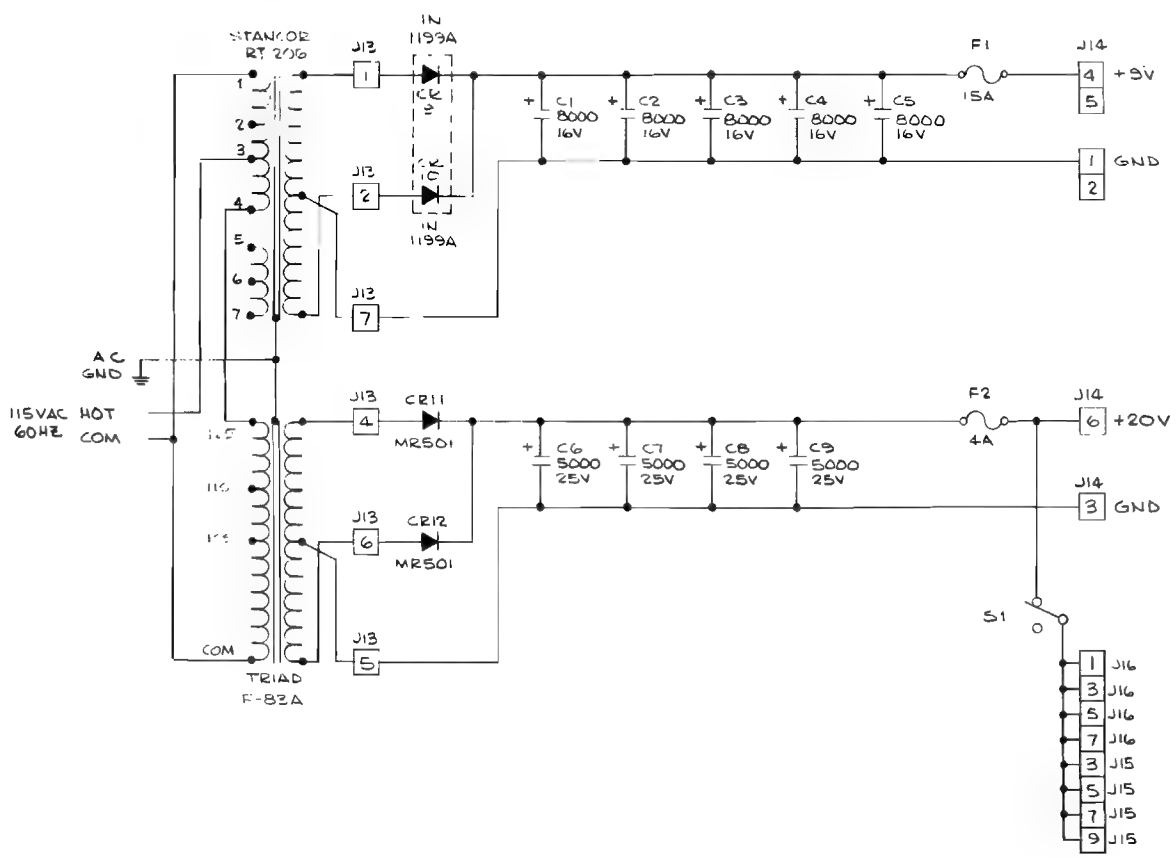 STANCOR
RT 206
1
2
3
4
5
6
7
J13
1
IN
1199A
J13
2
IN
1199A
J13
7
+ C1
8000
16V
+ C2
8000
16V
+ C3
8000
16V
+ C4
8000
16V
+ C5
8000
16V
F1
15A
J14
4
+9V
5
1
GND
2
AC
GND
115VAC HOT
60HZ COM
COM
TRIAD
F-83A
J13
4
CR11
MR501
J13
6
CR12
MR501
J13
5
+ C6
5000
25V
+ C7
5000
25V
+ C8
5000
25V
+ C9
5000
25V
F2
4A
J14
6
+20V
J14
3
GND
S1
1 J16
3 J16
5 J16
7 J16
3 J15
5 J15
7 J15
9 J15